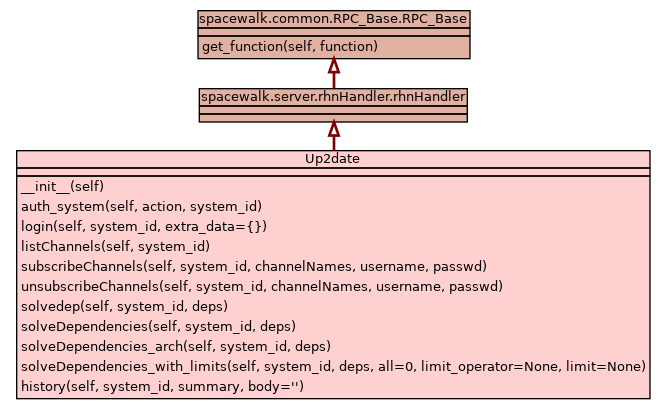 spacewalk.common.RPC_Base.RPC_Base
get_function(self, function)
spacewalk.server.rhnHandler.rhnHandler
Up2date
__init__(self)
auth_system(self, action, system_id)
login(self, system_id, extra_data={})
listChannels(self, system_id)
subscribeChannels(self, system_id, channelNames, username, passwd)
unsubscribeChannels(self, system_id, channelNames, username, passwd)
solvedep(self, system_id, deps)
solveDependencies(self, system_id, deps)
solveDependencies_arch(self, system_id, deps)
solveDependencies_with_limits(self, system_id, deps, all=0, limit_operator=None, limit=None)
history(self, system_id, summary, body='')